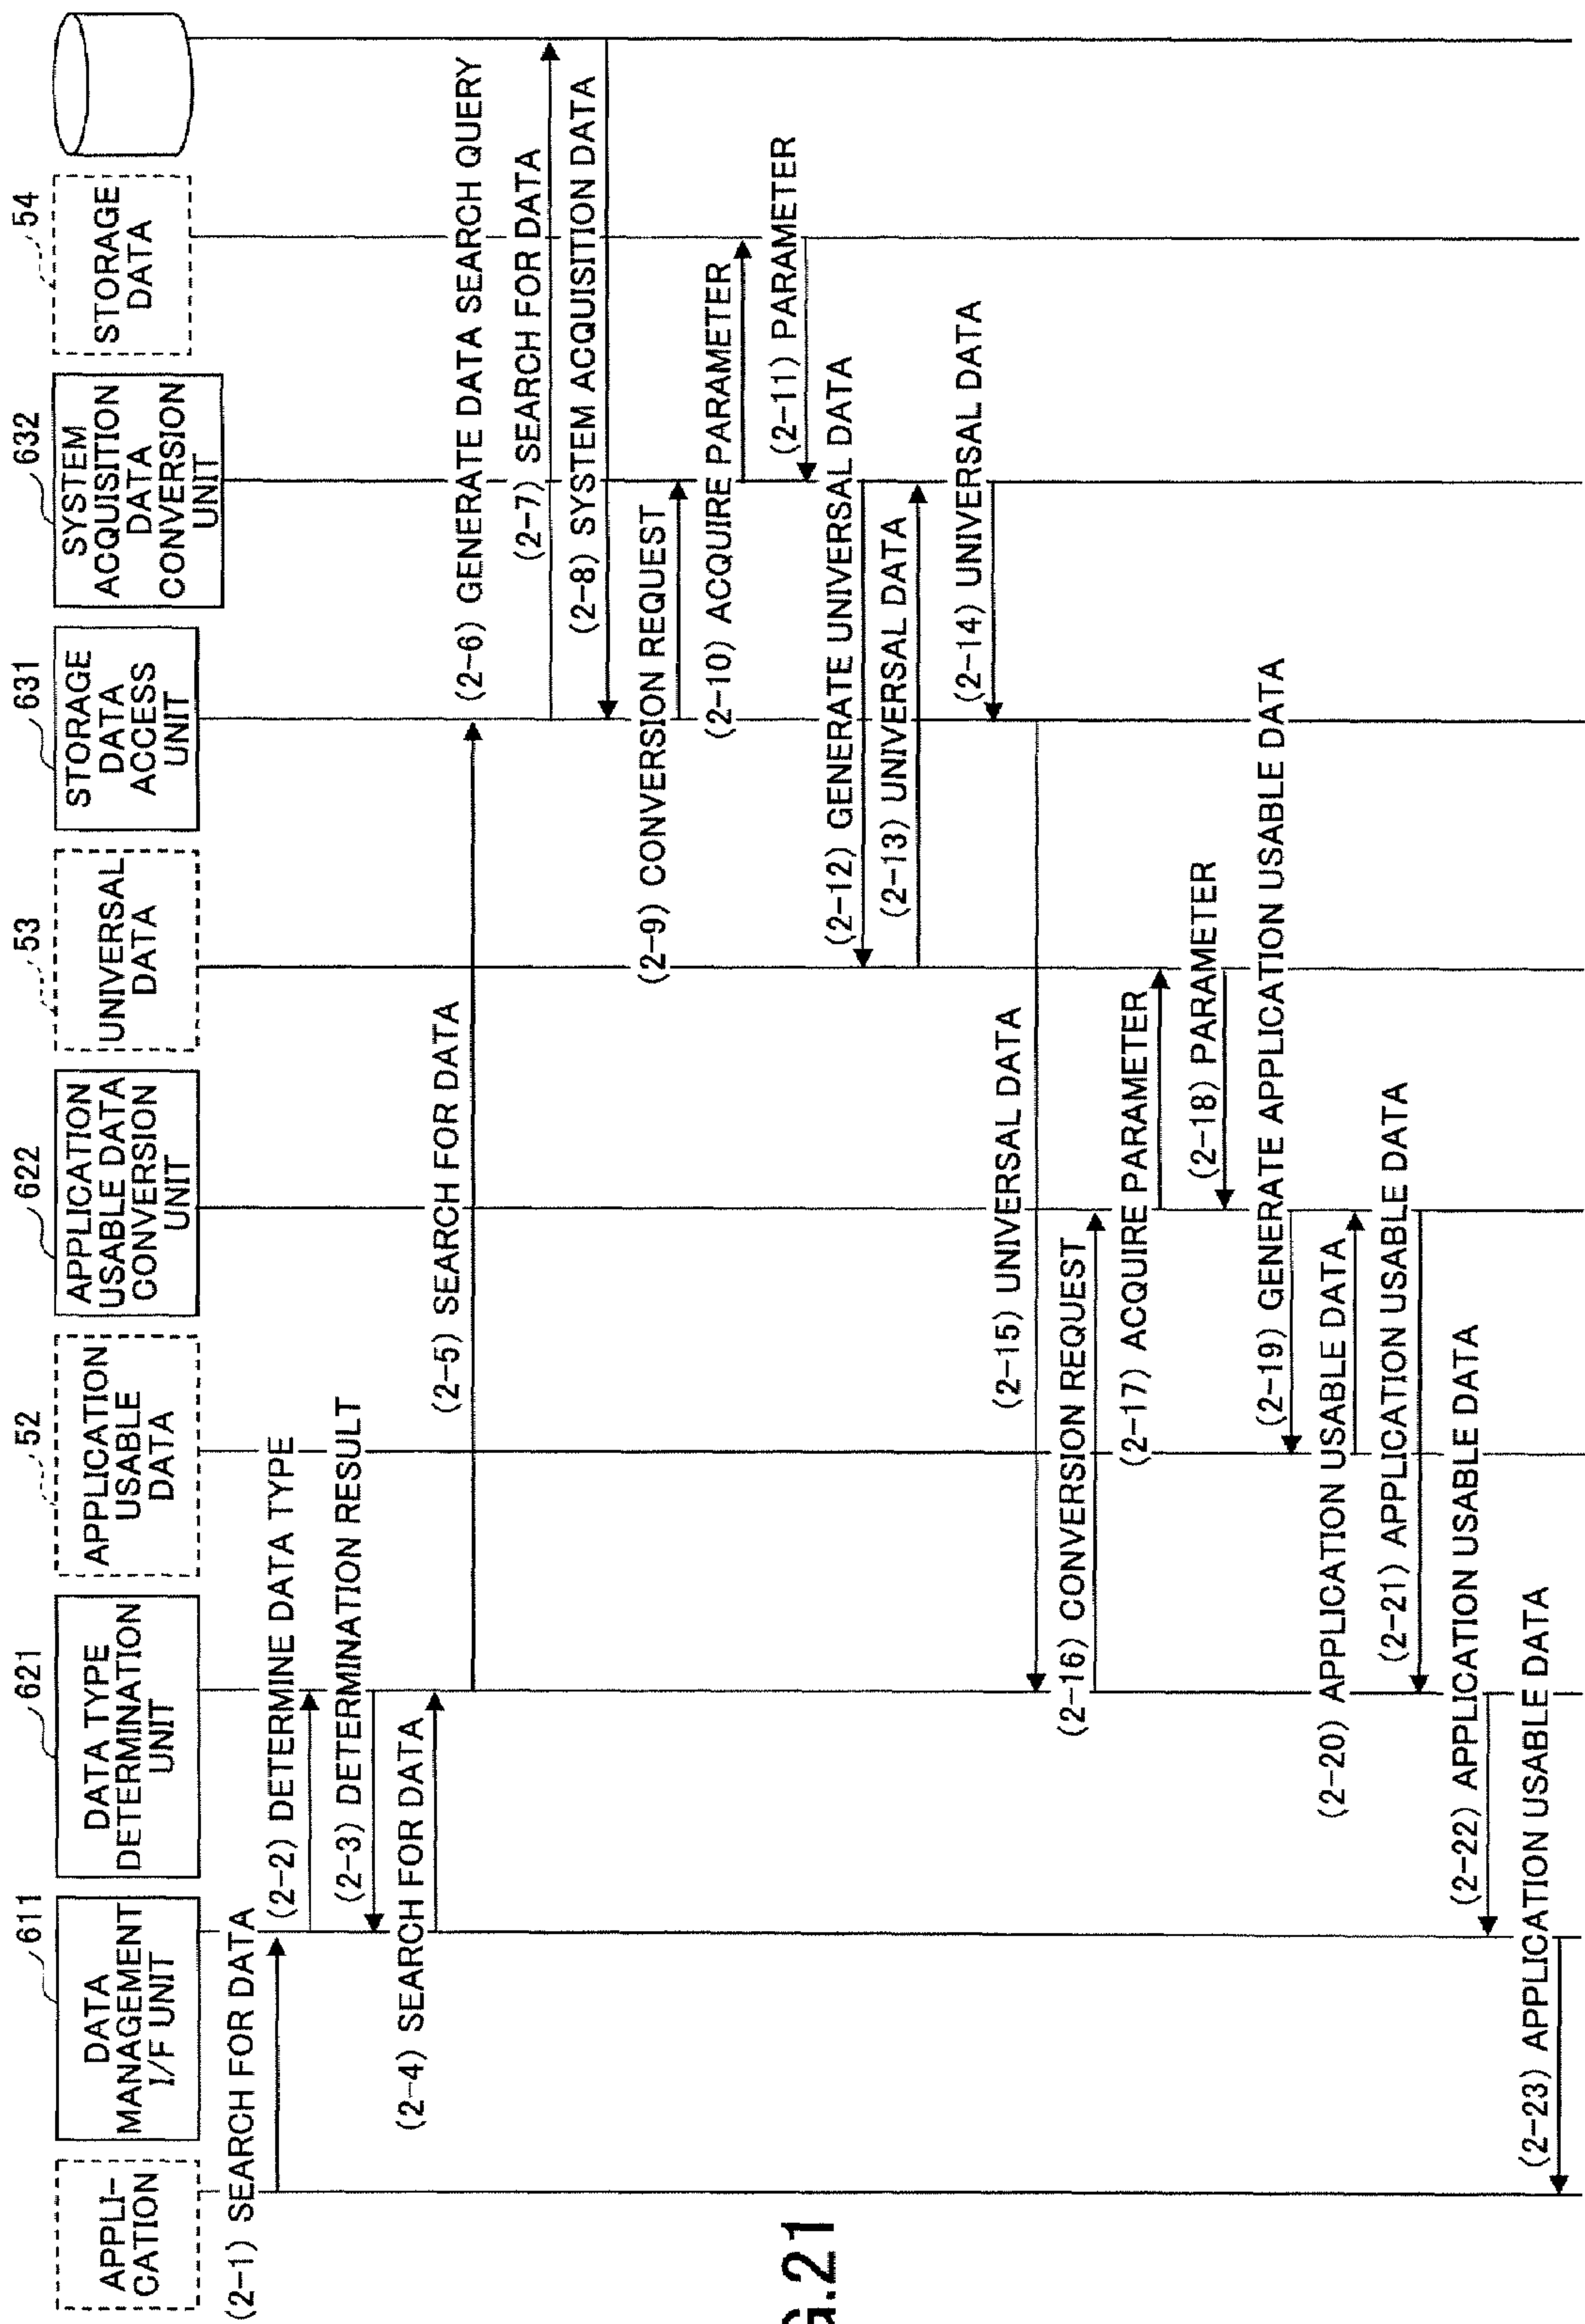 APPLI-
CATION
611
DATA
MANAGEMENT
I/F UNIT
621
DATA TYPE
DETERMINATION
UNIT
52
APPLICATION
USABLE
DATA
622
APPLICATION
USABLE DATA
CONVERSION
UNIT
53
UNIVERSAL
DATA
631
STORAGE
DATA
ACCESS
UNIT
632
SYSTEM
ACQUISITION
DATA
CONVERSION
UNIT
54
STORAGE
DATA
(2-1) SEARCH FOR DATA
(2-2) DETERMINE DATA TYPE
(2-3) DETERMINATION RESULT
(2-4) SEARCH FOR DATA
(2-5) SEARCH FOR DATA
(2-6) GENERATE DATA SEARCH QUERY
(2-7) SEARCH FOR DATA
(2-8) SYSTEM ACQUISITION DATA
(2-9) CONVERSION REQUEST
(2-10) ACQUIRE PARAMETER
(2-11) PARAMETER
(2-12) GENERATE UNIVERSAL DATA
(2-13) UNIVERSAL DATA
(2-14) UNIVERSAL DATA
(2-15) UNIVERSAL DATA
(2-16) CONVERSION REQUEST
(2-17) ACQUIRE PARAMETER
(2-18) PARAMETER
(2-19) GENERATE APPLICATION USABLE DATA
(2-20) APPLICATION USABLE DATA
(2-21) APPLICATION USABLE DATA
(2-22) APPLICATION USABLE DATA
(2-23) APPLICATION USABLE DATA
G.21